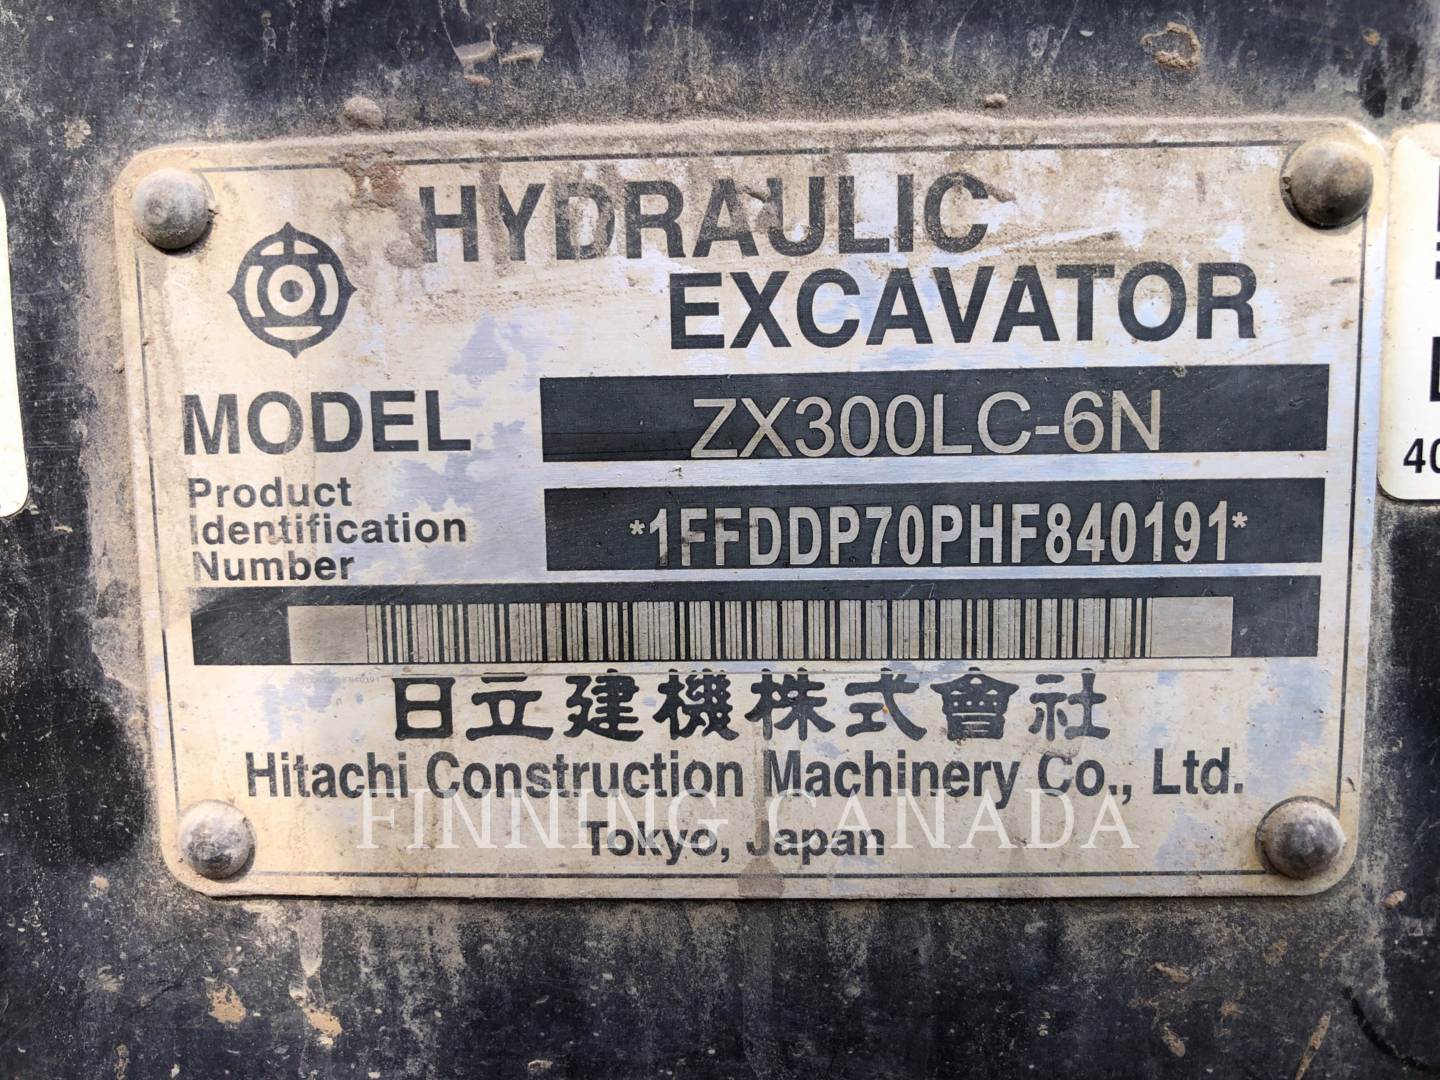 HYDRAULIC
EXCAVATOR
MODEL ZX300LC-6N
Product
Identification
Number
*1FFDDP70PHF840191*
日立建機株式會社
Hitachi Construction Machinery Co., Ltd.
FINNING CANADA
Tokyo, Japan
40